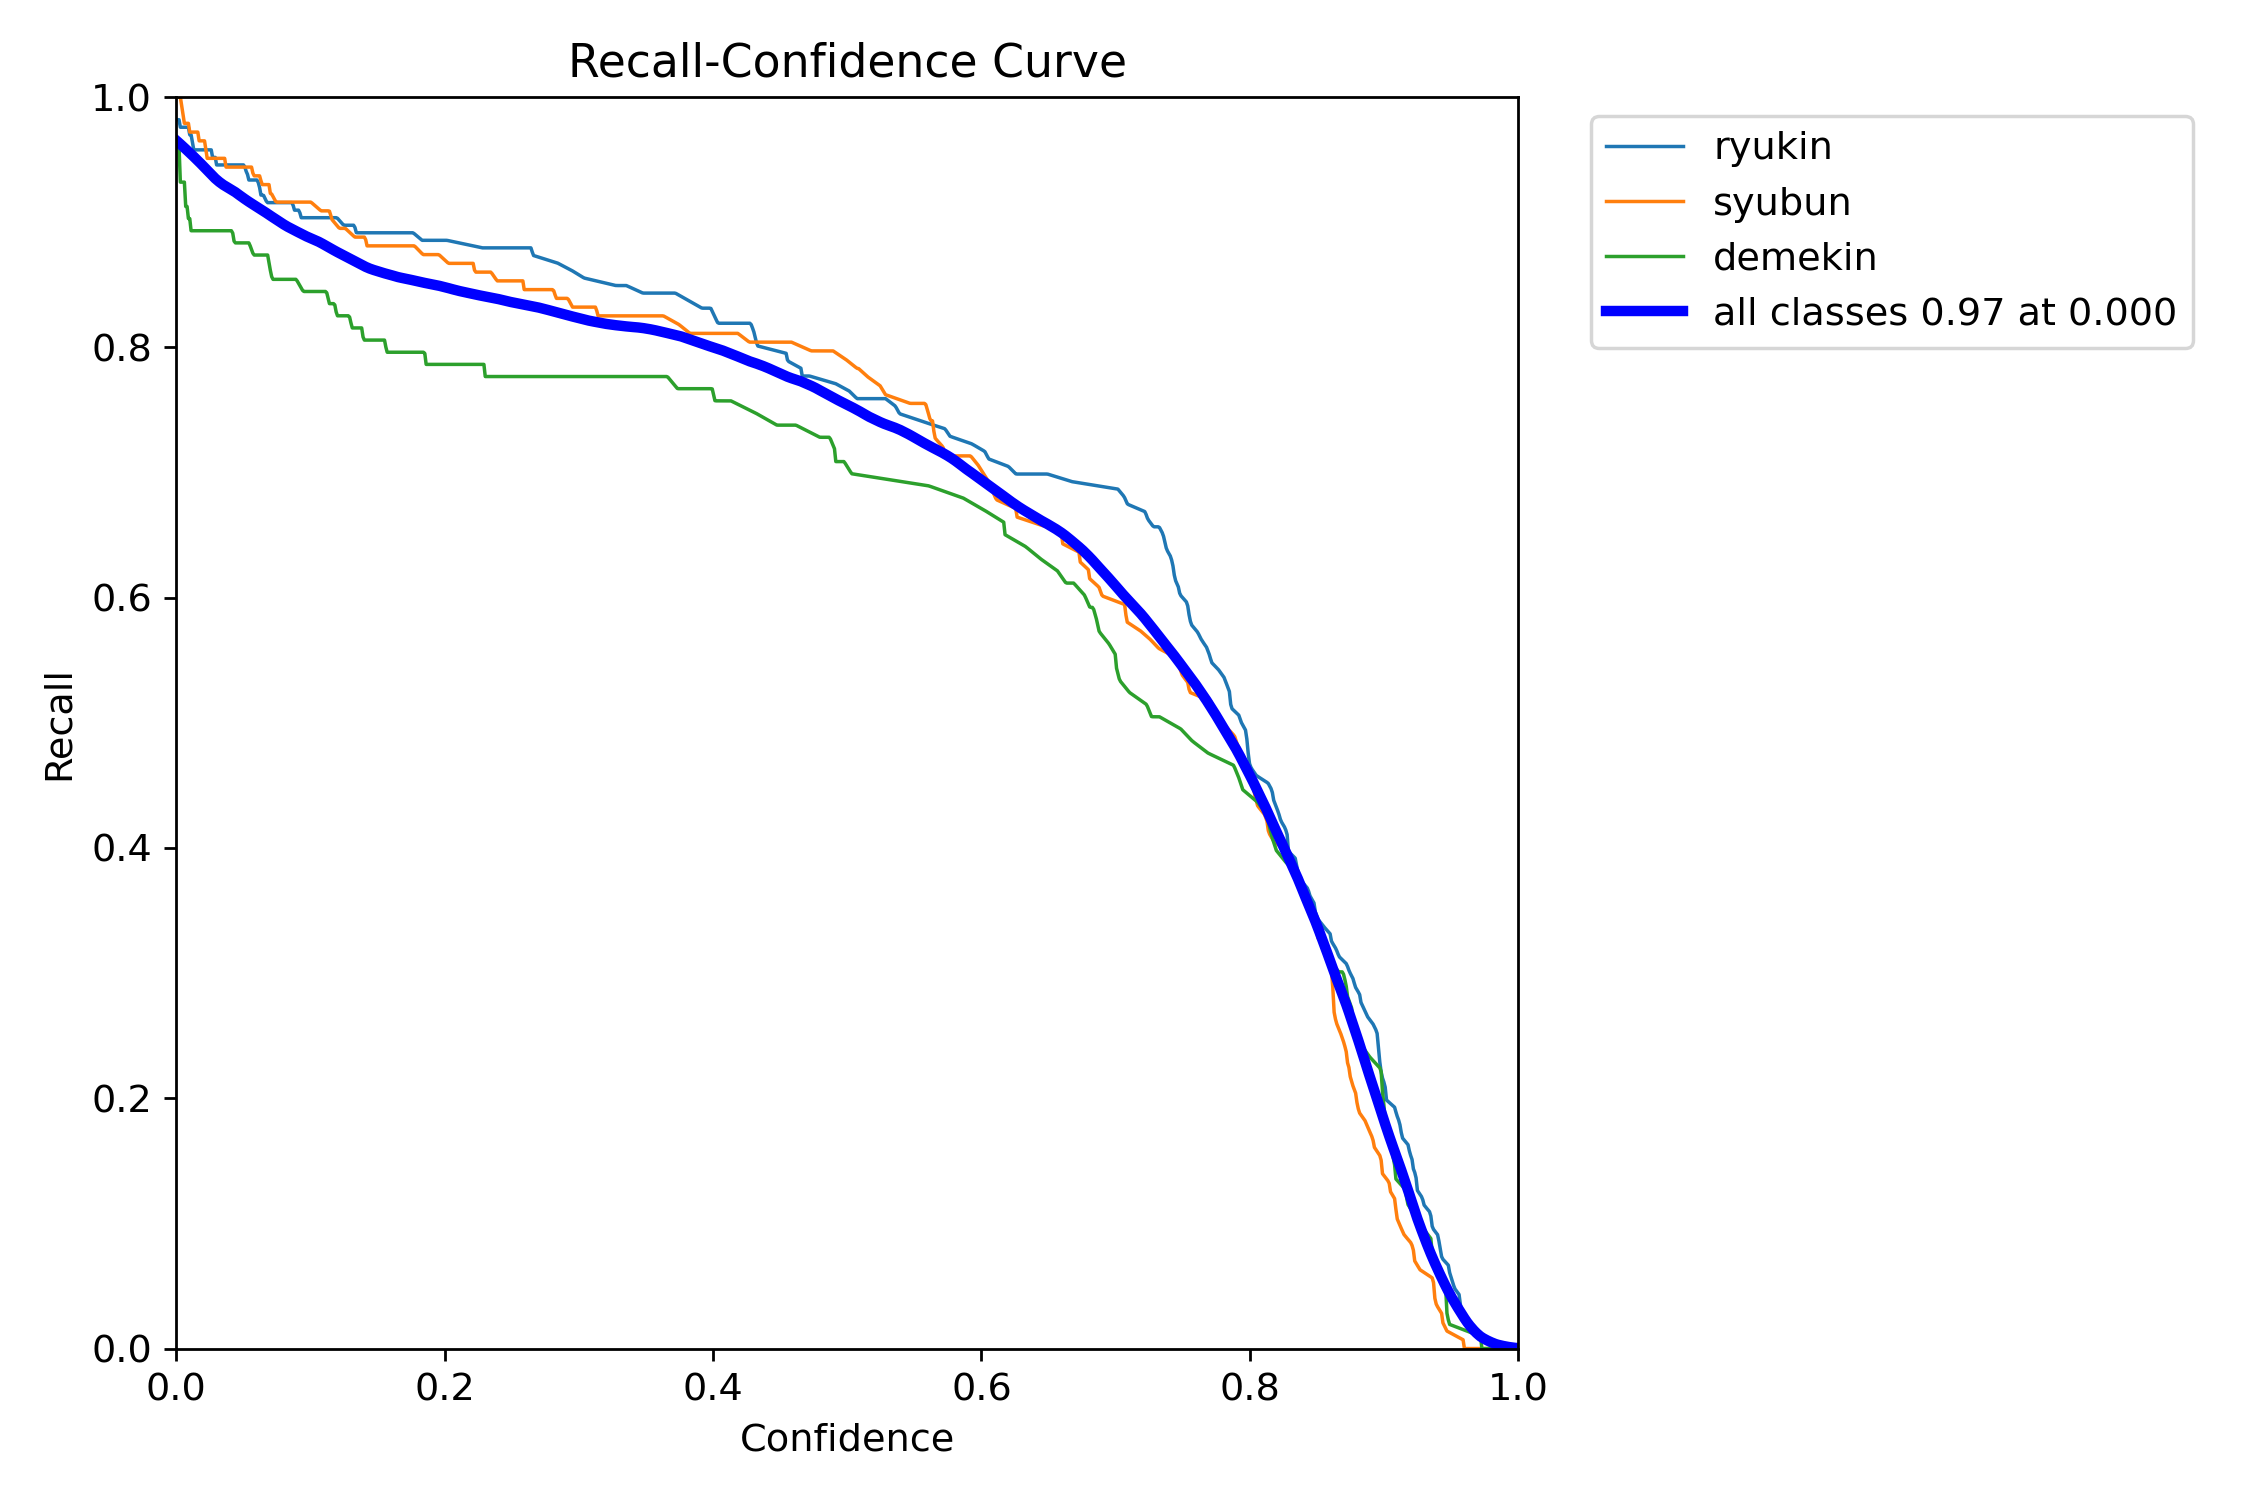 Recall-Confidence Curve
1.0
0.8
0.6
0.4
0.2
0.0
Recall
0.0 0.2 0.4 0.6 0.8 1.0
Confidence
ryukin
syubun
demekin
all classes 0.97 at 0.000